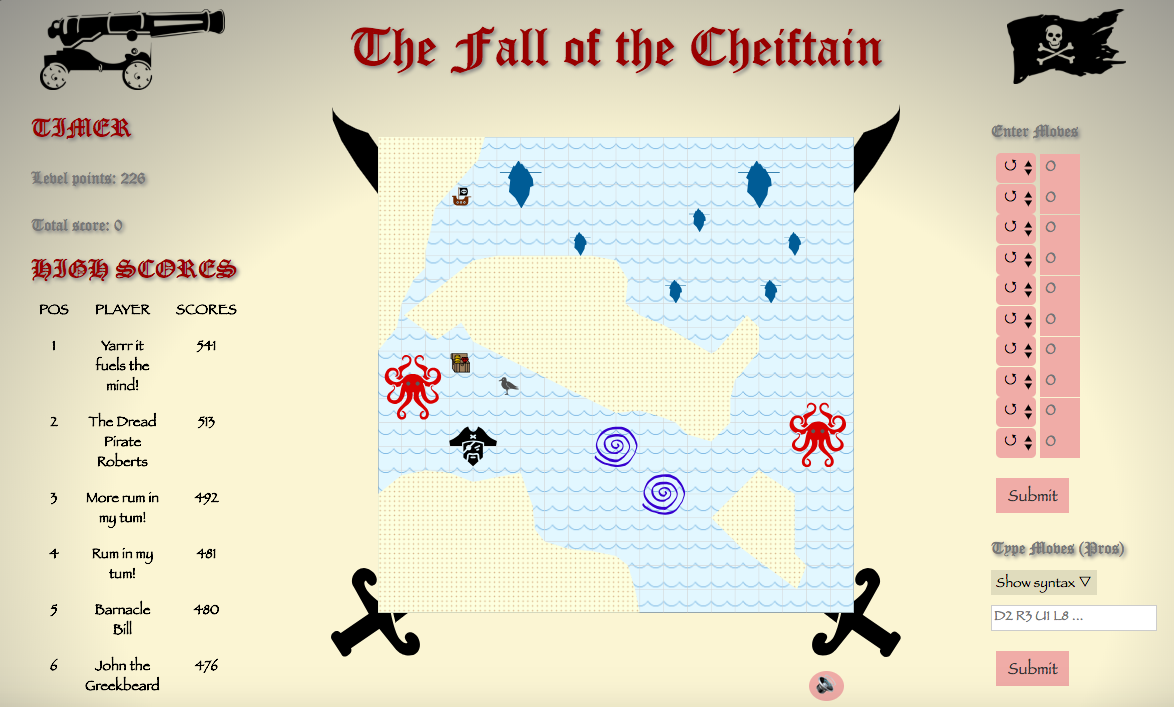 The Fall of the Cheiftain
TIMER
Level points: 226
Total score: 0
HIGH SCORES
POS PLAYER SCORES
1 Yarrr it 541
fuels the
mind!
2 The Dread 513
Pirate
Roberts
3 More rum in 492
my tum!
4 Rum in my 481
tum!
5 Barnacle 480
Bill
6 John the 476
Greekbeard
Enter Moves
↺ 0
↺ 0
↺ 0
↺ 0
↺ 0
↺ 0
↺ 0
↺ 0
↺ 0
↺ 0
Submit
Type Moves (Pros)
Show syntax ▽
D2 R3 U1 L8 ...
Submit